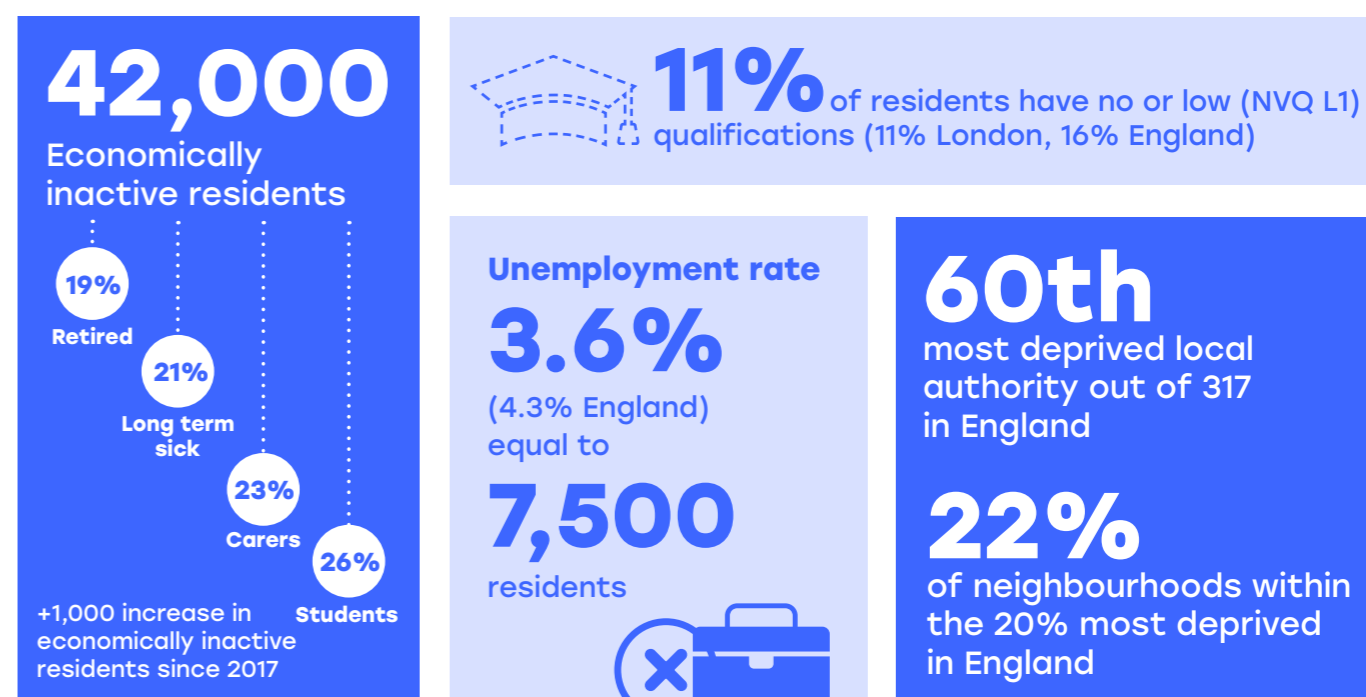 42,000
Economically
inactive residents
19%
Retired
21%
Long term
sick
23%
Carers
26%
Students
+1,000 increase in
economically inactive
residents since 2017
11% of residents have no or low (NVQ L1)
qualifications (11% London, 16% England)
Unemployment rate
3.6%
(4.3% England)
equal to
7,500
residents
60th
most deprived local
authority out of 317
in England
22%
of neighbourhoods within
the 20% most deprived
in England